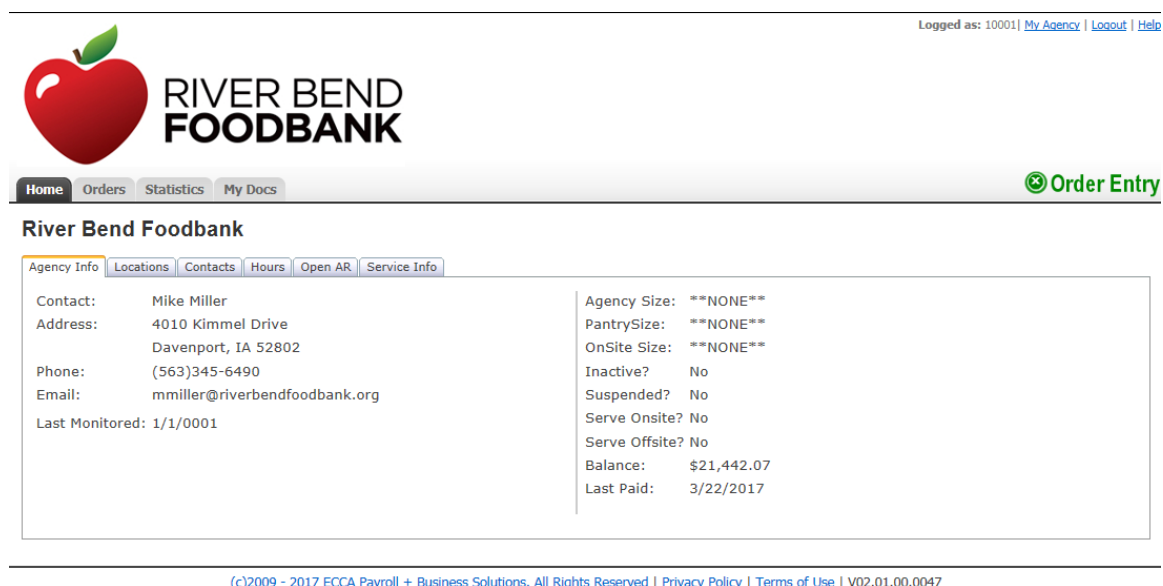 Logged as: 10001| My Agency | Logout | Help
RIVER BEND
FOODBANK
Home Orders Statistics My Docs
Order Entry
River Bend Foodbank
Agency Info Locations Contacts Hours Open AR Service Info
Contact: Mike Miller
Address: 4010 Kimmel Drive
Davenport, IA 52802
Phone: (563)345-6490
Email: mmiller@riverbendfoodbank.org
Last Monitored: 1/1/0001
Agency Size: **NONE**
PantrySize: **NONE**
OnSite Size: **NONE**
Inactive? No
Suspended? No
Serve Onsite? No
Serve Offsite? No
Balance: $21,442.07
Last Paid: 3/22/2017
(c)2009 - 2017 ECCA Payroll + Business Solutions. All Rights Reserved | Privacy Policy | Terms of Use | V02.01.00.0047